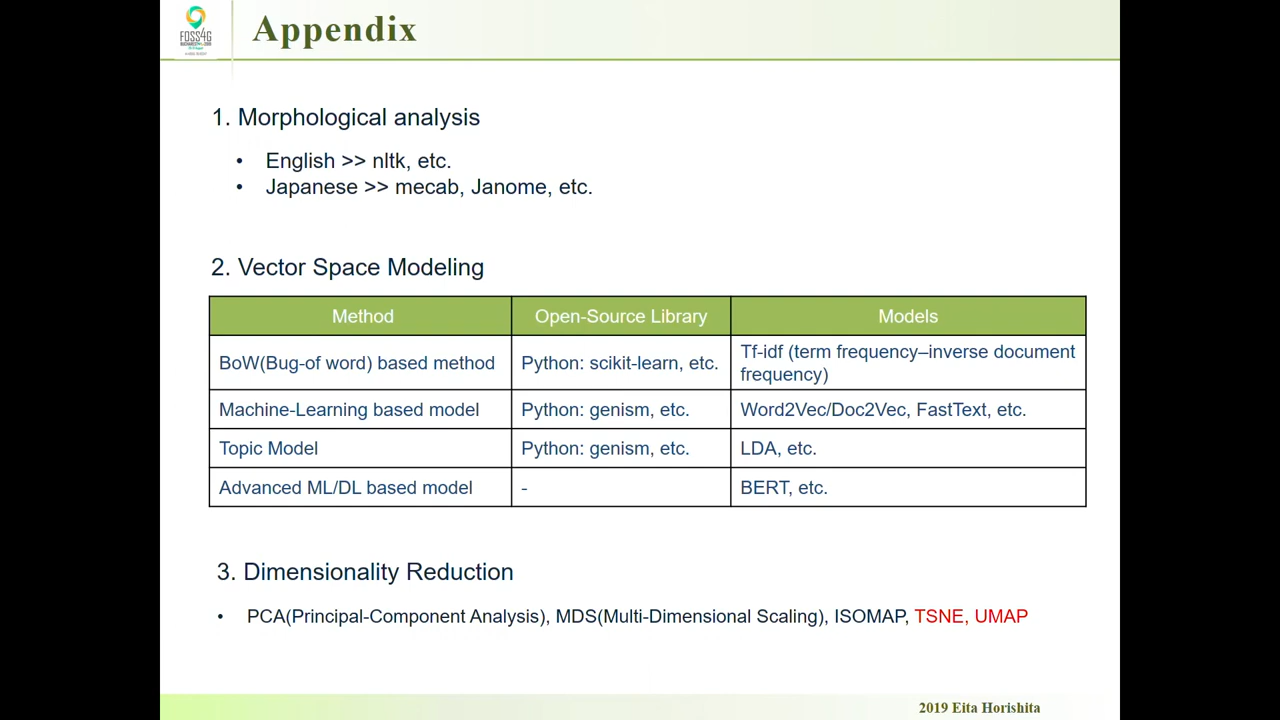 FOSS4G
Appendix
1. Morphological analysis
• English >> nltk, etc.
• Japanese >> mecab, Janome, etc.
2. Vector Space Modeling
Method Open-Source Library Models
BoW(Bug-of word) based method Python: scikit-learn, etc. Tf-idf (term frequency–inverse document
frequency)
Machine-Learning based model Python: genism, etc. Word2Vec/Doc2Vec, FastText, etc.
Topic Model Python: genism, etc. LDA, etc.
Advanced ML/DL based model - BERT, etc.
3. Dimensionality Reduction
• PCA(Principal-Component Analysis), MDS(Multi-Dimensional Scaling), ISOMAP, TSNE, UMAP
2019 Eita Horishita